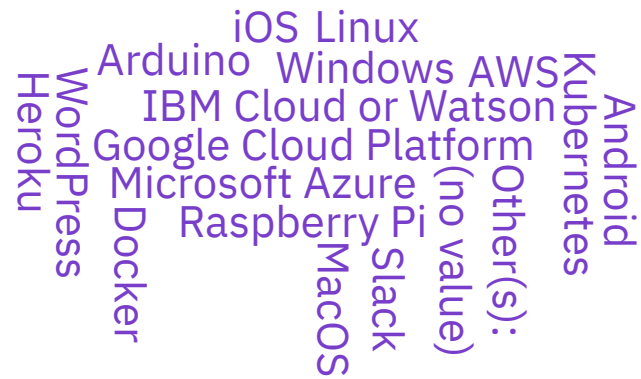 iOS Linux
Arduino Windows AWS
IBM Cloud or Watson
Google Cloud Platform
Microsoft Azure
Raspberry Pi
Heroku
WordPress
Docker
MacOS
Slack
(no value)
Other(s):
Kubernetes
Android